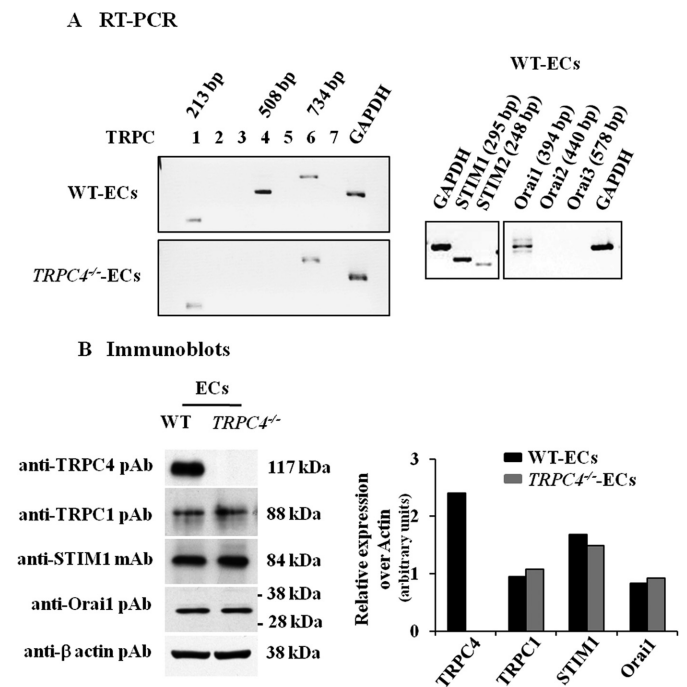 A RT-PCR
WT-ECs
213 bp
508 bp
734 bp
GAPDH
TRPC 1 2 3 4 5 6 7
GAPDH
STIM1 (295 bp)
STIM2 (248 bp)
Orai1 (394 bp)
Orai2 (440 bp)
Orai3 (578 bp)
GAPDH
WT-ECs
TRPC4-/--ECs
B Immunoblots
ECs
WT TRPC4-/-
anti-TRPC4 pAb 117 kDa
anti-TRPC1 pAb 88 kDa
anti-STIM1 mAb 84 kDa
anti-Orai1 pAb - 38 kDa
- 28 kDa
anti-β actin pAb 38 kDa
WT-ECs
TRPC4-/--ECs
Relative expression
over Actin
(arbitrary units)
3
2
1
0
TRPC4
TRPC1
STIM1
Orai1